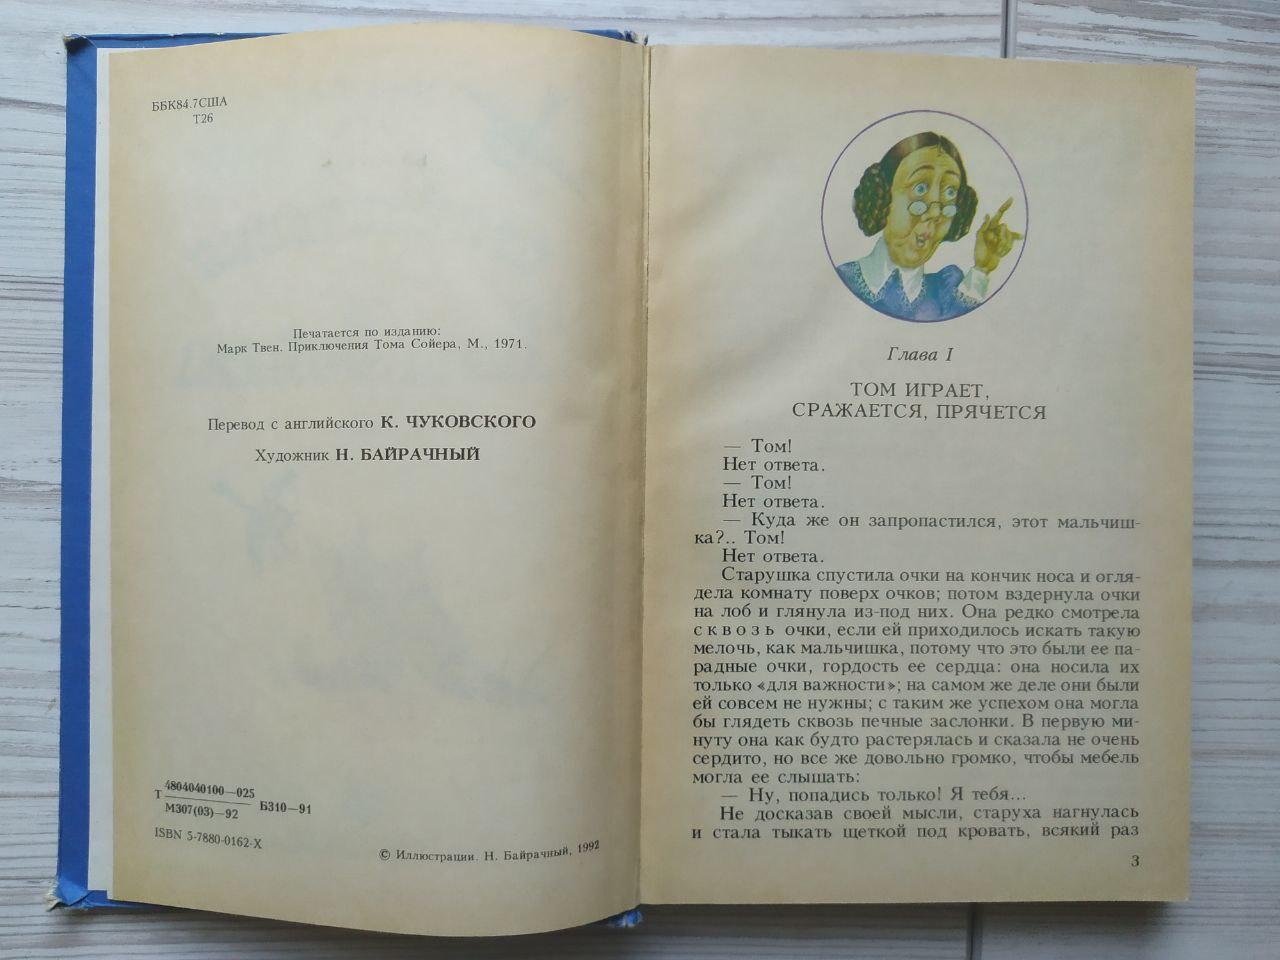 ББК84.7США
Т26
Печатается по изданию:
Марк Твен. Приключения Тома Сойера, М., 1971.
Перевод с английского К. ЧУКОВСКОГО
Художник Н. БАЙРАЧНЫЙ
Т 4804040100—025
М307(03)—92 Б310—91
ISBN 5-7880-0162-X
© Иллюстрации. Н. Байрачный, 1992
Глава I
ТОМ ИГРАЕТ,
СРАЖАЕТСЯ, ПРЯЧЕТСЯ
— Том!
Нет ответа.
— Том!
Нет ответа.
— Куда же он запропастился, этот мальчиш-
ка?.. Том!
Нет ответа.
Старушка спустила очки на кончик носа и огля-
дела комнату поверх очков; потом вздернула очки
на лоб и глянула из-под них. Она редко смотрела
сквозь очки, если ей приходилось искать такую
мелочь, как мальчишка, потому что это были ее па-
радные очки, гордость ее сердца: она носила их
только «для важности»; на самом же деле они были
ей совсем не нужны; с таким же успехом она могла
бы глядеть сквозь печные заслонки. В первую ми-
нуту она как будто растерялась и сказала не очень
сердито, но все же довольно громко, чтобы мебель
могла ее слышать:
— Ну, попадись только! Я тебя...
Не досказав своей мысли, старуха нагнулась
и стала тыкать щеткой под кровать, всякий раз
3